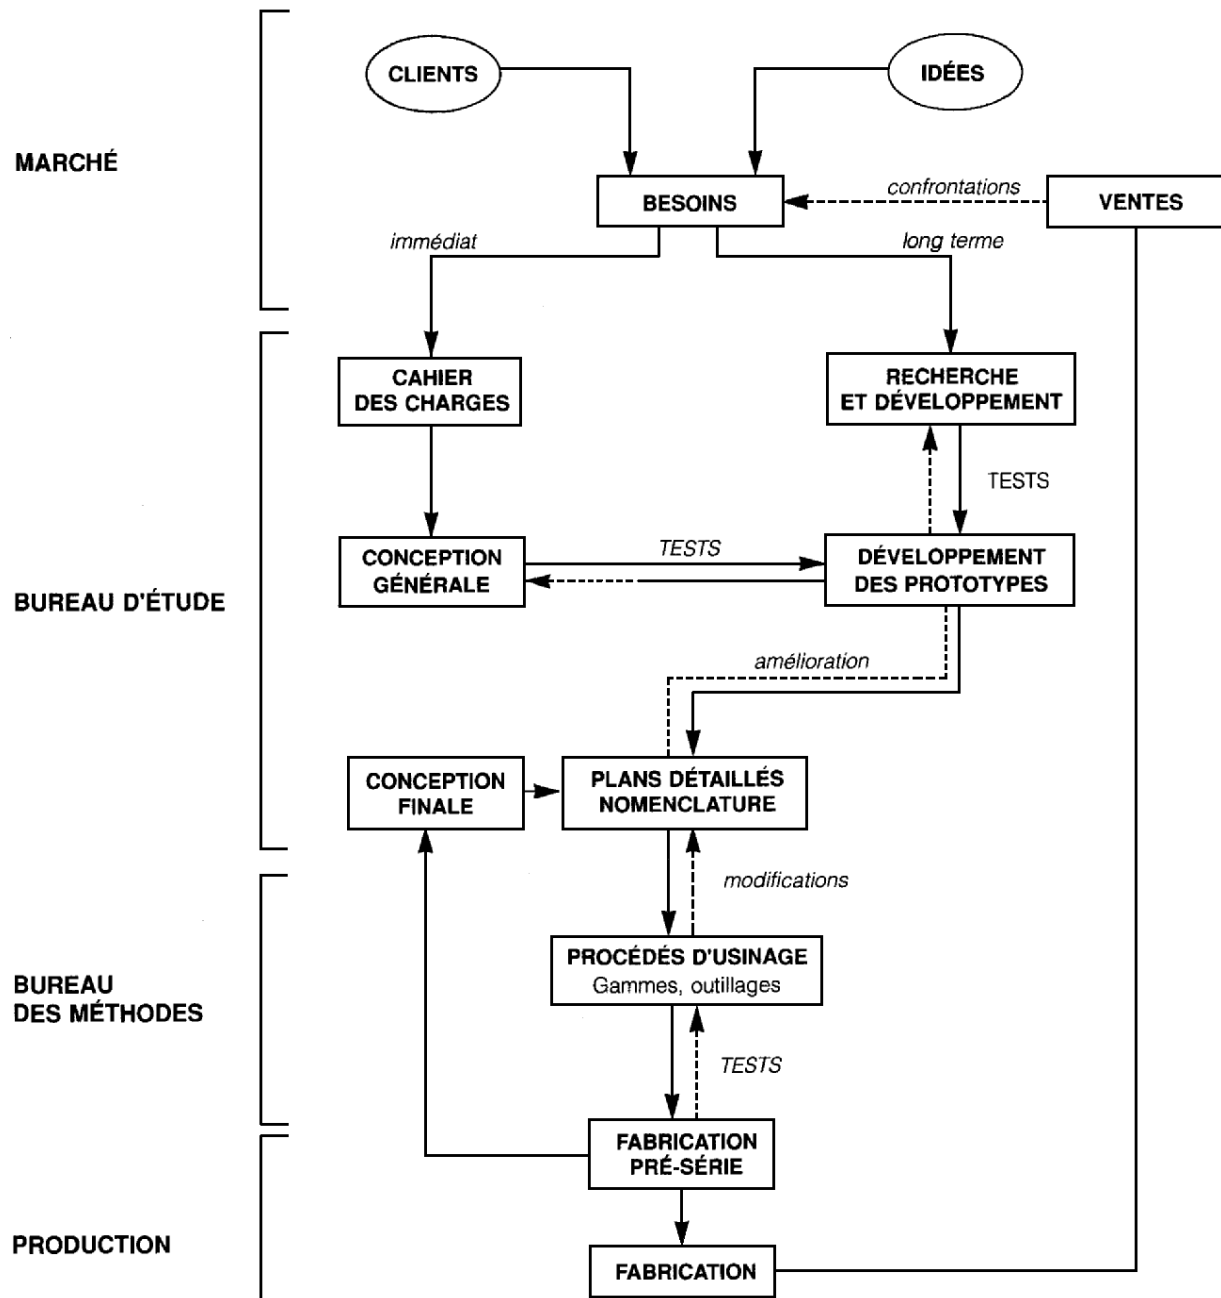 CLIENTS
IDÉES
MARCHÉ
BESOINS
confrontations
VENTES
immédiat
long terme
CAHIER
DES CHARGES
RECHERCHE
ET DÉVELOPPEMENT
TESTS
CONCEPTION
GÉNÉRALE
TESTS
DÉVELOPPEMENT
DES PROTOTYPES
BUREAU D'ÉTUDE
amélioration
CONCEPTION
FINALE
PLANS DÉTAILLÉS
NOMENCLATURE
modifications
PROCÉDÉS D'USINAGE
Gammes, outillages
BUREAU
DES MÉTHODES
TESTS
FABRICATION
PRÉ-SÉRIE
PRODUCTION
FABRICATION